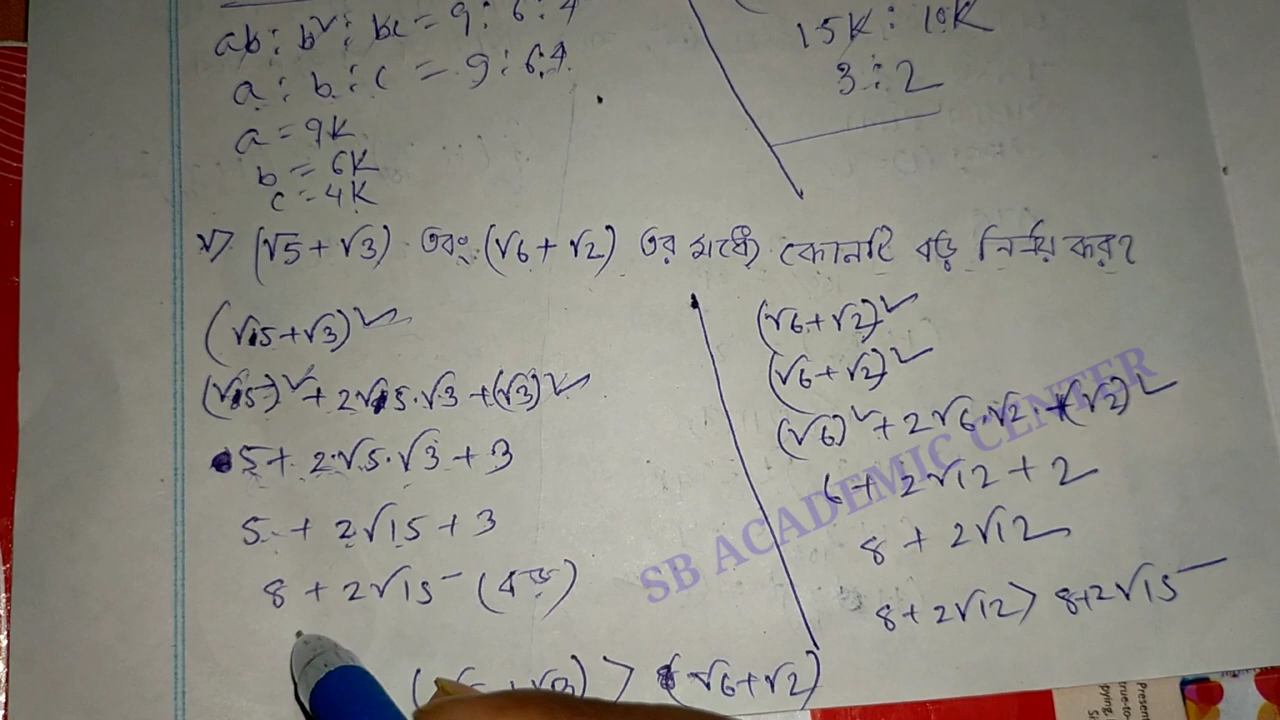 ab : b² : bc = 9 : 6 : 4
a : b : c = 9 : 6 : 4
a = 9K
b = 6K
c = 4K
15K : 10K
3 : 2
v> (√5 + √3) এবং (√6 + √2) এর মধ্যে কোনটি বড় নির্ণয় কর?
(√5 + √3)²
(√5)² + 2√5.√3 + (√3)²
5 + 2.√5.√3 + 3
5 + 2√15 + 3
8 + 2√15 (বড়)
(√6 + √2)²
(√6 + √2)²
(√6)² + 2√6.√2 + (√2)²
6 + 2√12 + 2
8 + 2√12
8 + 2√12 > 8+2√15
+ √3) > (√6 + √2)
SB ACADEMIC CENTER
Present